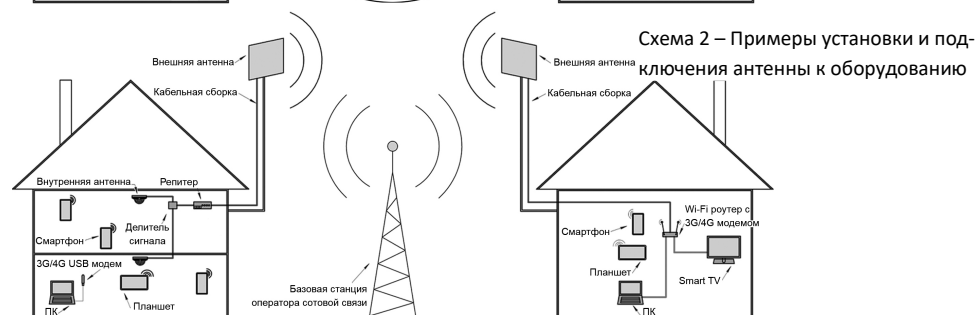 Схема 2 – Примеры установки и под-
ключения антенны к оборудованию
Внешняя антенна
Кабельная сборка
Внутренняя антенна
Репитер
Смартфон
Делитель
сигнала
3G/4G USB модем
ПК
Планшет
Базовая станция
оператора сотовой связи
Внешняя антенна
Кабельная сборка
Wi-Fi роутер с
3G/4G модемом
Смартфон
Планшет
Smart TV
ПК